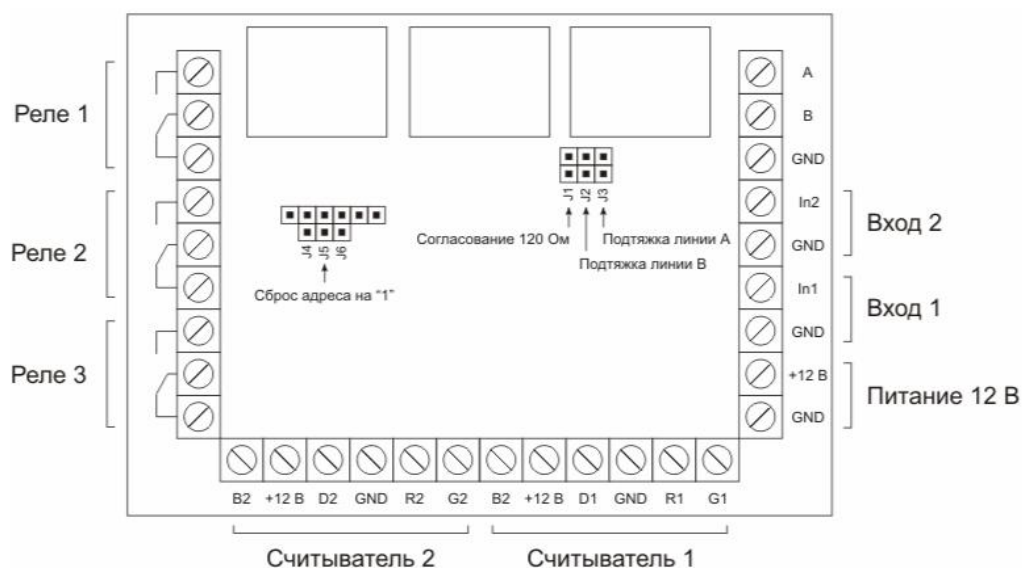 Реле 1
Реле 2
Реле 3
A
B
GND
In2
GND
In1
GND
+12 В
GND
Вход 2
Вход 1
Питание 12 В
J1
J2
J3
Согласование 120 Ом
Подтяжка линии А
Подтяжка линии В
J4
J5
J6
Сброс адреса на “1”
B2 +12 В D2 GND R2 G2 B2 +12 В D1 GND R1 G1
Считыватель 2 Считыватель 1